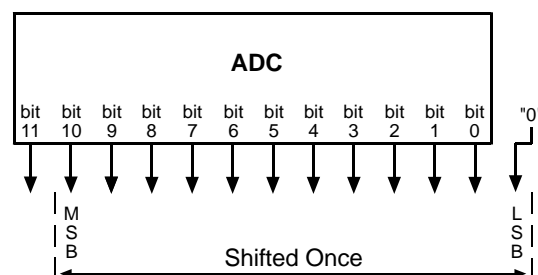 ADC
bit bit bit bit bit bit bit bit bit bit bit bit
11 10 9 8 7 6 5 4 3 2 1 0
"0"
M
S
B
L
S
B
Shifted Once